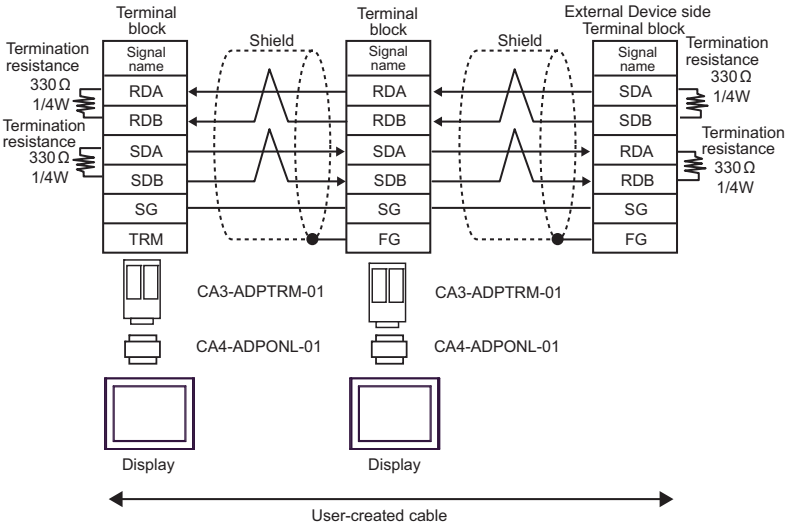 Terminal
block
Terminal
block
External Device side
Terminal block
Termination
resistance
330Ω
1/4W
Termination
resistance
330Ω
1/4W
Signal
name
RDA
RDB
SDA
SDB
SG
TRM
Shield
Signal
name
RDA
RDB
SDA
SDB
SG
FG
Shield
Signal
name
SDA
SDB
RDA
RDB
SG
FG
Termination
resistance
330Ω
1/4W
Termination
resistance
330Ω
1/4W
CA3-ADPTRM-01
CA3-ADPTRM-01
CA4-ADPONL-01
CA4-ADPONL-01
Display
Display
User-created cable